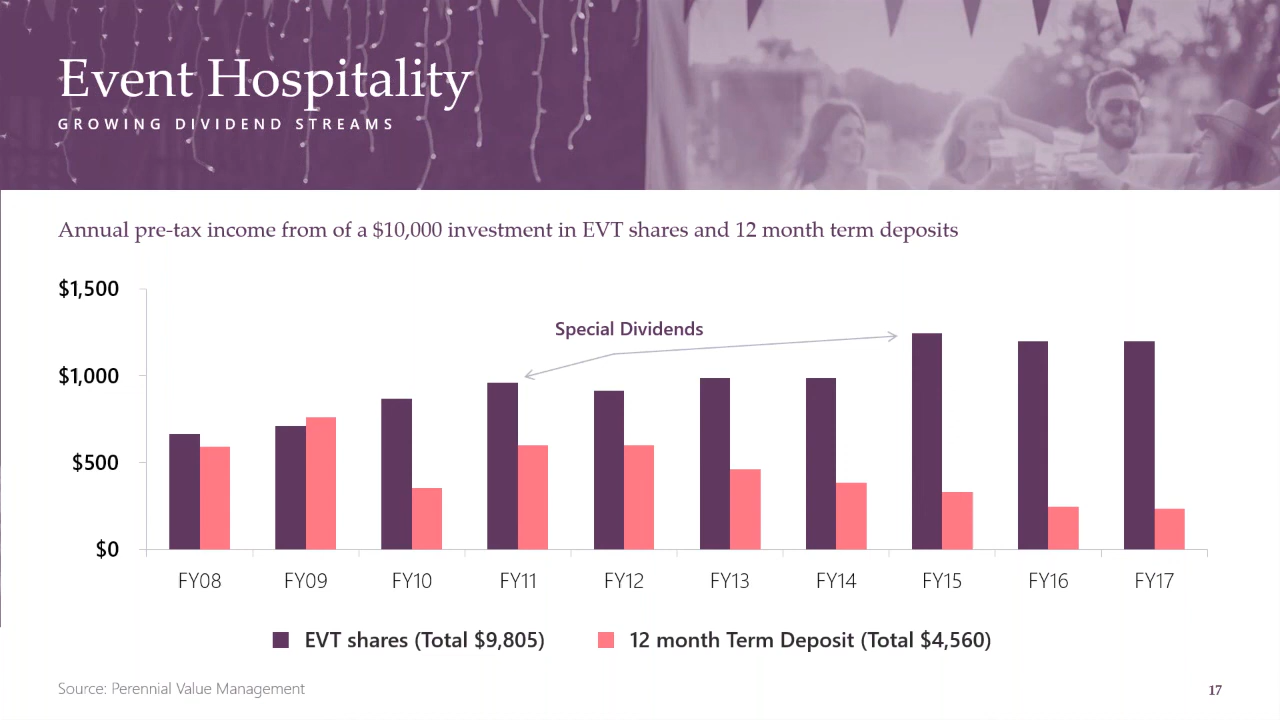 Event Hospitality
GROWING DIVIDEND STREAMS
Annual pre-tax income from of a $10,000 investment in EVT shares and 12 month term deposits
$1,500
$1,000
$500
$0
Special Dividends
FY08 FY09 FY10 FY11 FY12 FY13 FY14 FY15 FY16 FY17
EVT shares (Total $9,805) 12 month Term Deposit (Total $4,560)
Source: Perennial Value Management
17